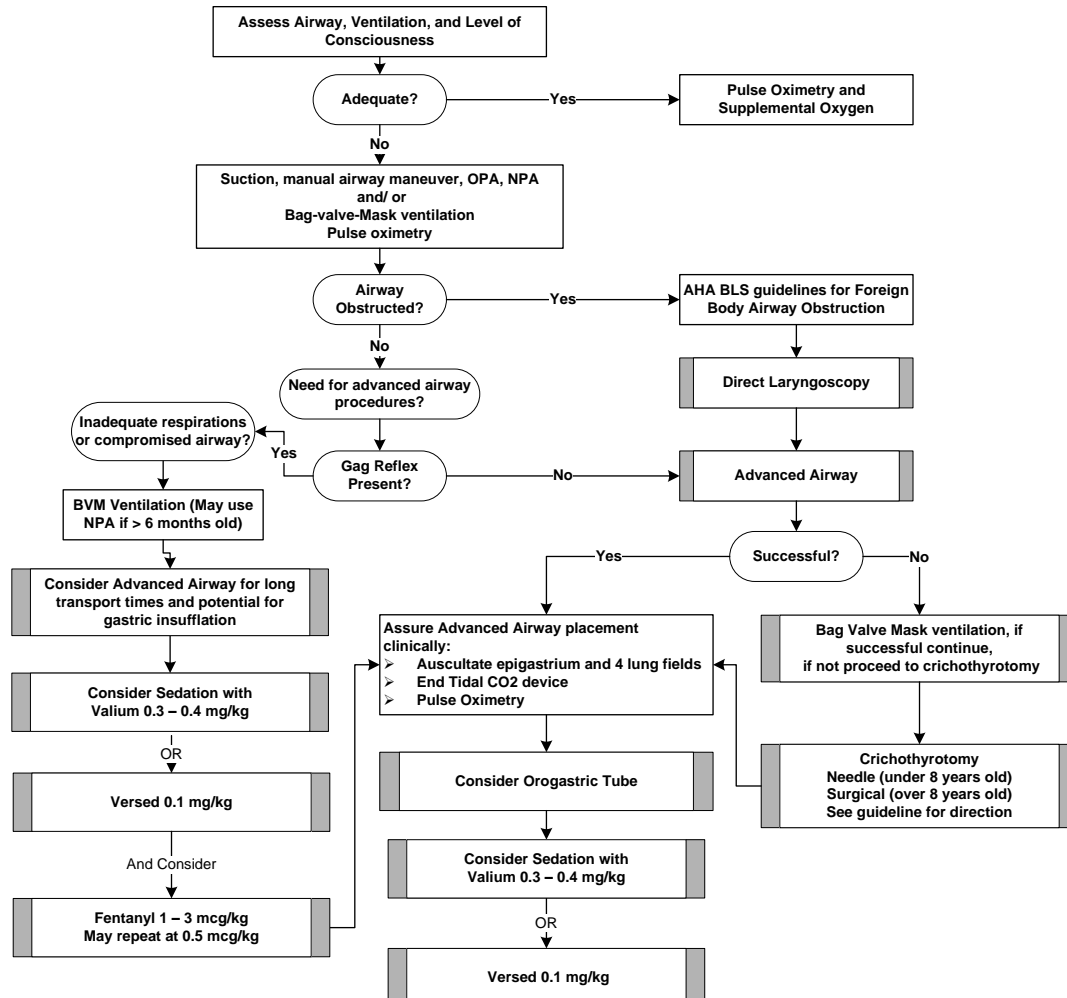 Assess Airway, Ventilation, and Level of
Consciousness
Adequate?
Yes
Pulse Oximetry and
Supplemental Oxygen
No
Suction, manual airway maneuver, OPA, NPA
and/ or
Bag-valve-Mask ventilation
Pulse oximetry
Airway
Obstructed?
Yes
AHA BLS guidelines for Foreign
Body Airway Obstruction
No
Direct Laryngoscopy
Need for advanced airway
procedures?
Inadequate respirations
or compromised airway?
Yes
Gag Reflex
Present?
No
Advanced Airway
BVM Ventilation (May use
NPA if > 6 months old)
Successful?
Yes
No
Consider Advanced Airway for long
transport times and potential for
gastric insufflation
Assure Advanced Airway placement
clinically:
➢ Auscultate epigastrium and 4 lung fields
➢ End Tidal CO2 device
➢ Pulse Oximetry
Bag Valve Mask ventilation, if
successful continue,
if not proceed to crichothyrotomy
Consider Sedation with
Valium 0.3 – 0.4 mg/kg
OR
Versed 0.1 mg/kg
Consider Orogastric Tube
Crichothyrotomy
Needle (under 8 years old)
Surgical (over 8 years old)
See guideline for direction
And Consider
Fentanyl 1 – 3 mcg/kg
May repeat at 0.5 mcg/kg
Consider Sedation with
Valium 0.3 – 0.4 mg/kg
OR
Versed 0.1 mg/kg